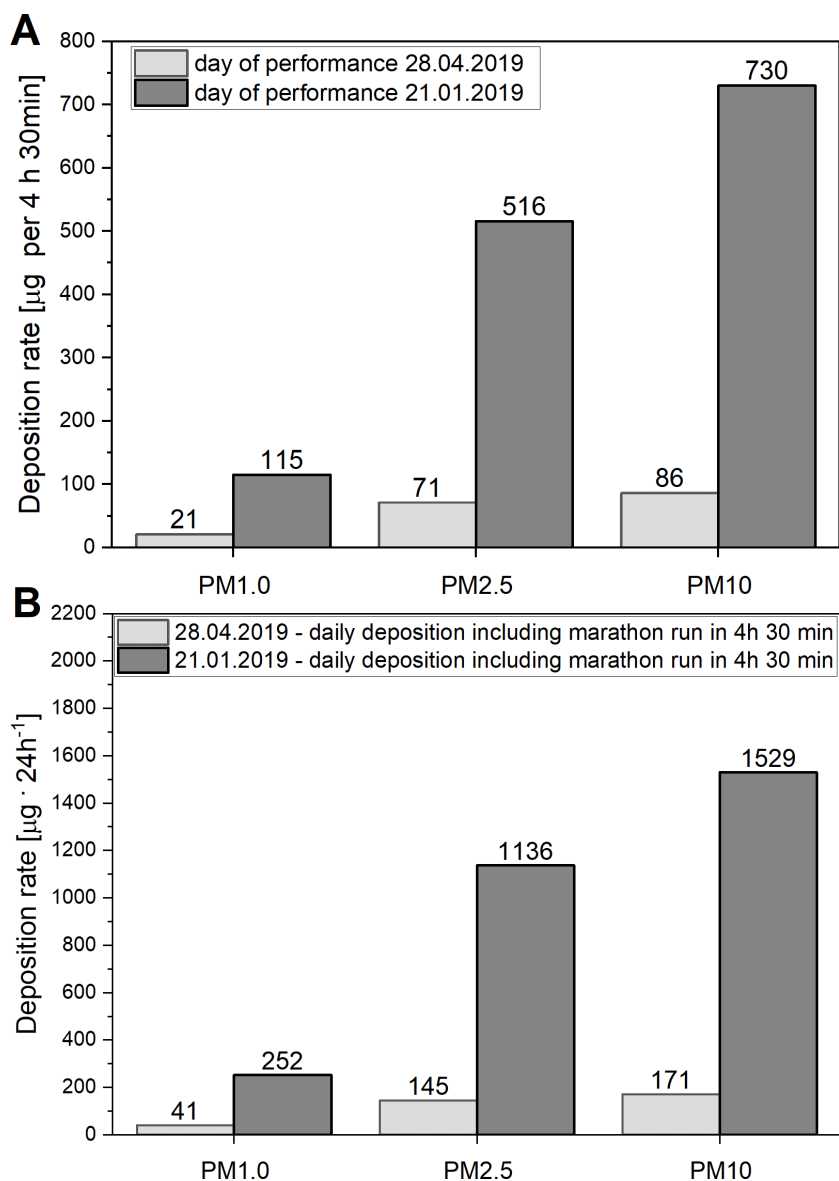 A
Deposition rate [µg per 4 h 30min]
800
700
600
500
400
300
200
100
0
day of performance 28.04.2019
day of performance 21.01.2019
21
115
71
516
86
730
PM1.0
PM2.5
PM10
B
Deposition rate [µg · 24h⁻¹]
2200
2000
1800
1600
1400
1200
1000
800
600
400
200
0
28.04.2019 - daily deposition including marathon run in 4h 30 min
21.01.2019 - daily deposition including marathon run in 4h 30 min
41
252
145
1136
171
1529
PM1.0
PM2.5
PM10